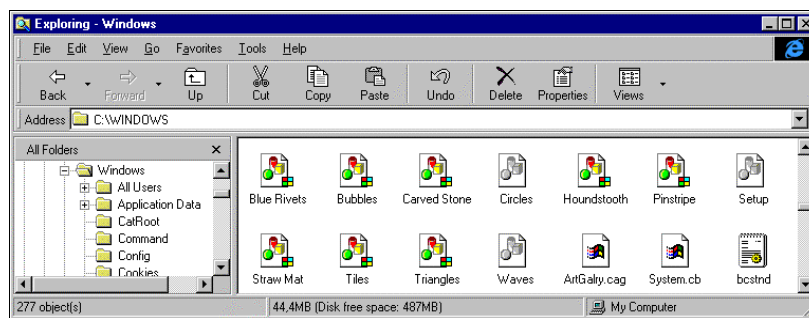 Exploring - Windows
File Edit View Go Favorites Tools Help
Back Forward Up Cut Copy Paste Undo Delete Properties Views
Address C:\WINDOWS
All Folders
Windows
All Users
Application Data
CatRoot
Command
Config
Cookies
Blue Rivets Bubbles Carved Stone Circles Houndstooth Pinstripe Setup
Straw Mat Tiles Triangles Waves ArtGalry.cag System.cb bcstnd
277 object(s) 44,4MB (Disk free space: 487MB) My Computer